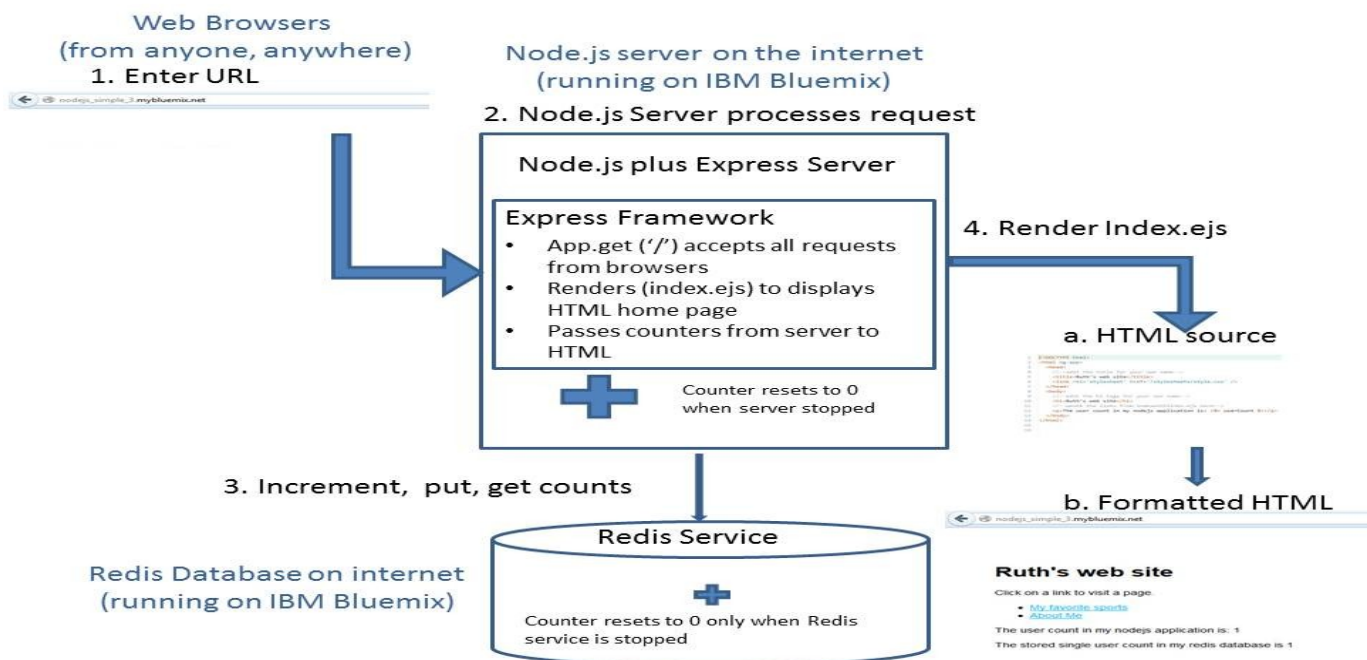 Web Browsers
(from anyone, anywhere)
1. Enter URL
nodejs_simple_3.mybluemix.net
Node.js server on the internet
(running on IBM Bluemix)
2. Node.js Server processes request
Node.js plus Express Server
Express Framework
• App.get (‘/’) accepts all requests
from browsers
• Renders (index.ejs) to displays
HTML home page
• Passes counters from server to
HTML
Counter resets to 0
when server stopped
3. Increment, put, get counts
Redis Service
Counter resets to 0 only when Redis
service is stopped
Redis Database on internet
(running on IBM Bluemix)
4. Render Index.ejs
a. HTML source
b. Formatted HTML
nodejs_simple_3.mybluemix.net
Ruth's web site
Click on a link to visit a page.
• My favorite sports
• About Me
The user count in my nodejs application is: 1
The stored single user count in my redis database is 1